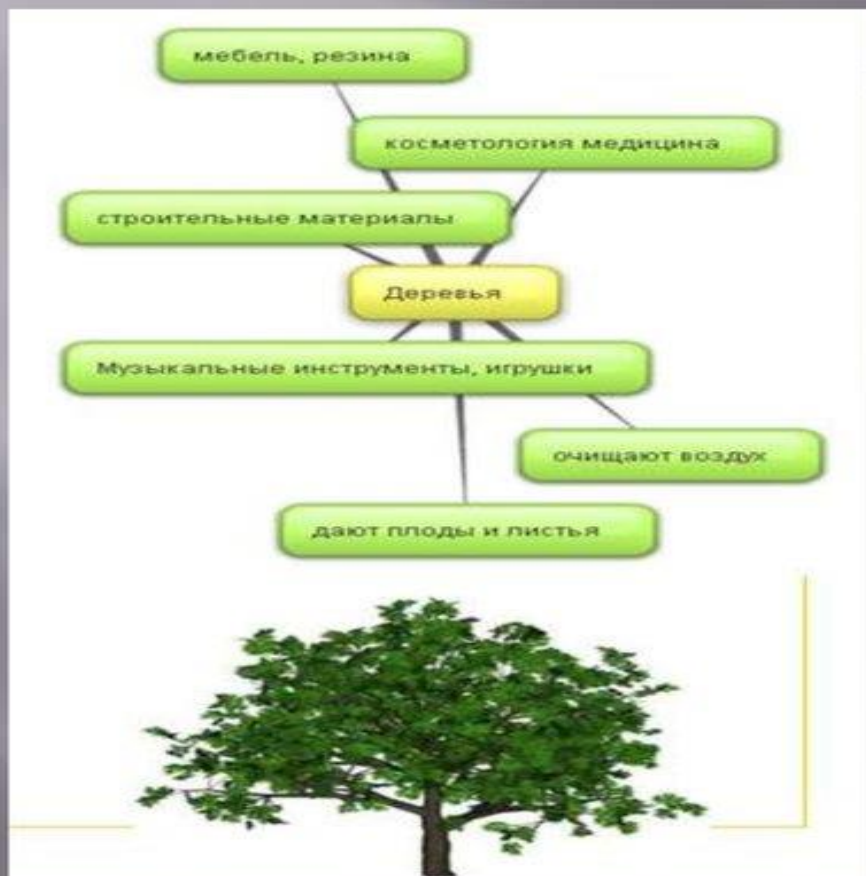 мебель, резина
косметология медицина
строительные материалы
Деревья
Музыкальные инструменты, игрушки
очищают воздух
дают плоды и листья